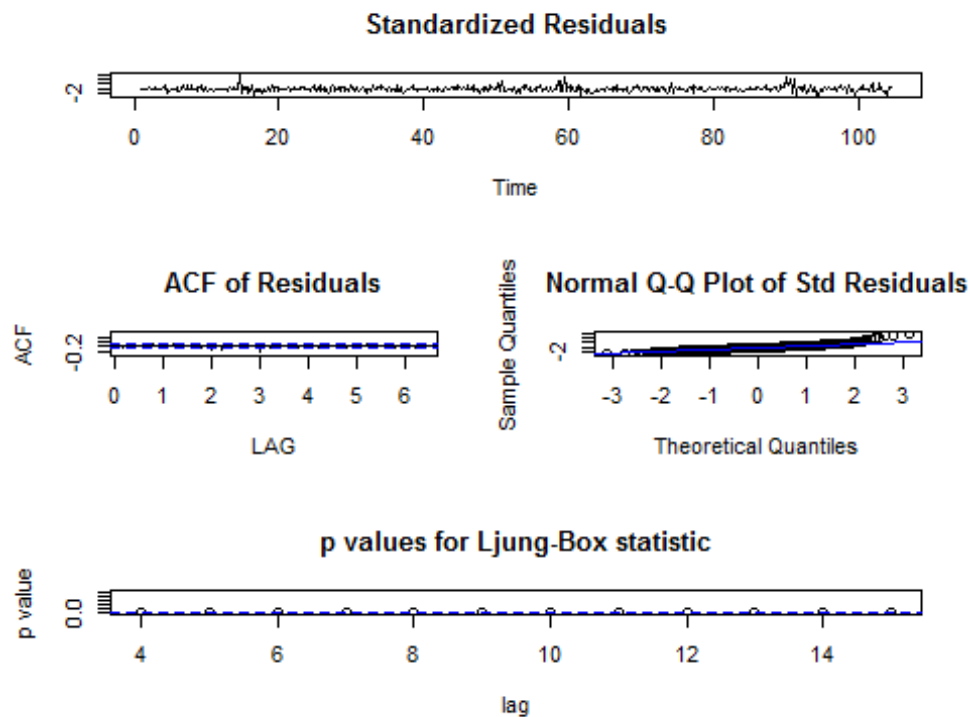 Standardized Residuals
-2
0 20 40 60 80 100
Time
ACF of Residuals
ACF
-0.2
0 1 2 3 4 5 6
LAG
Normal Q-Q Plot of Std Residuals
Sample Quantiles
-2
-3 -2 -1 0 1 2 3
Theoretical Quantiles
p values for Ljung-Box statistic
p value
0.0
4 6 8 10 12 14
lag